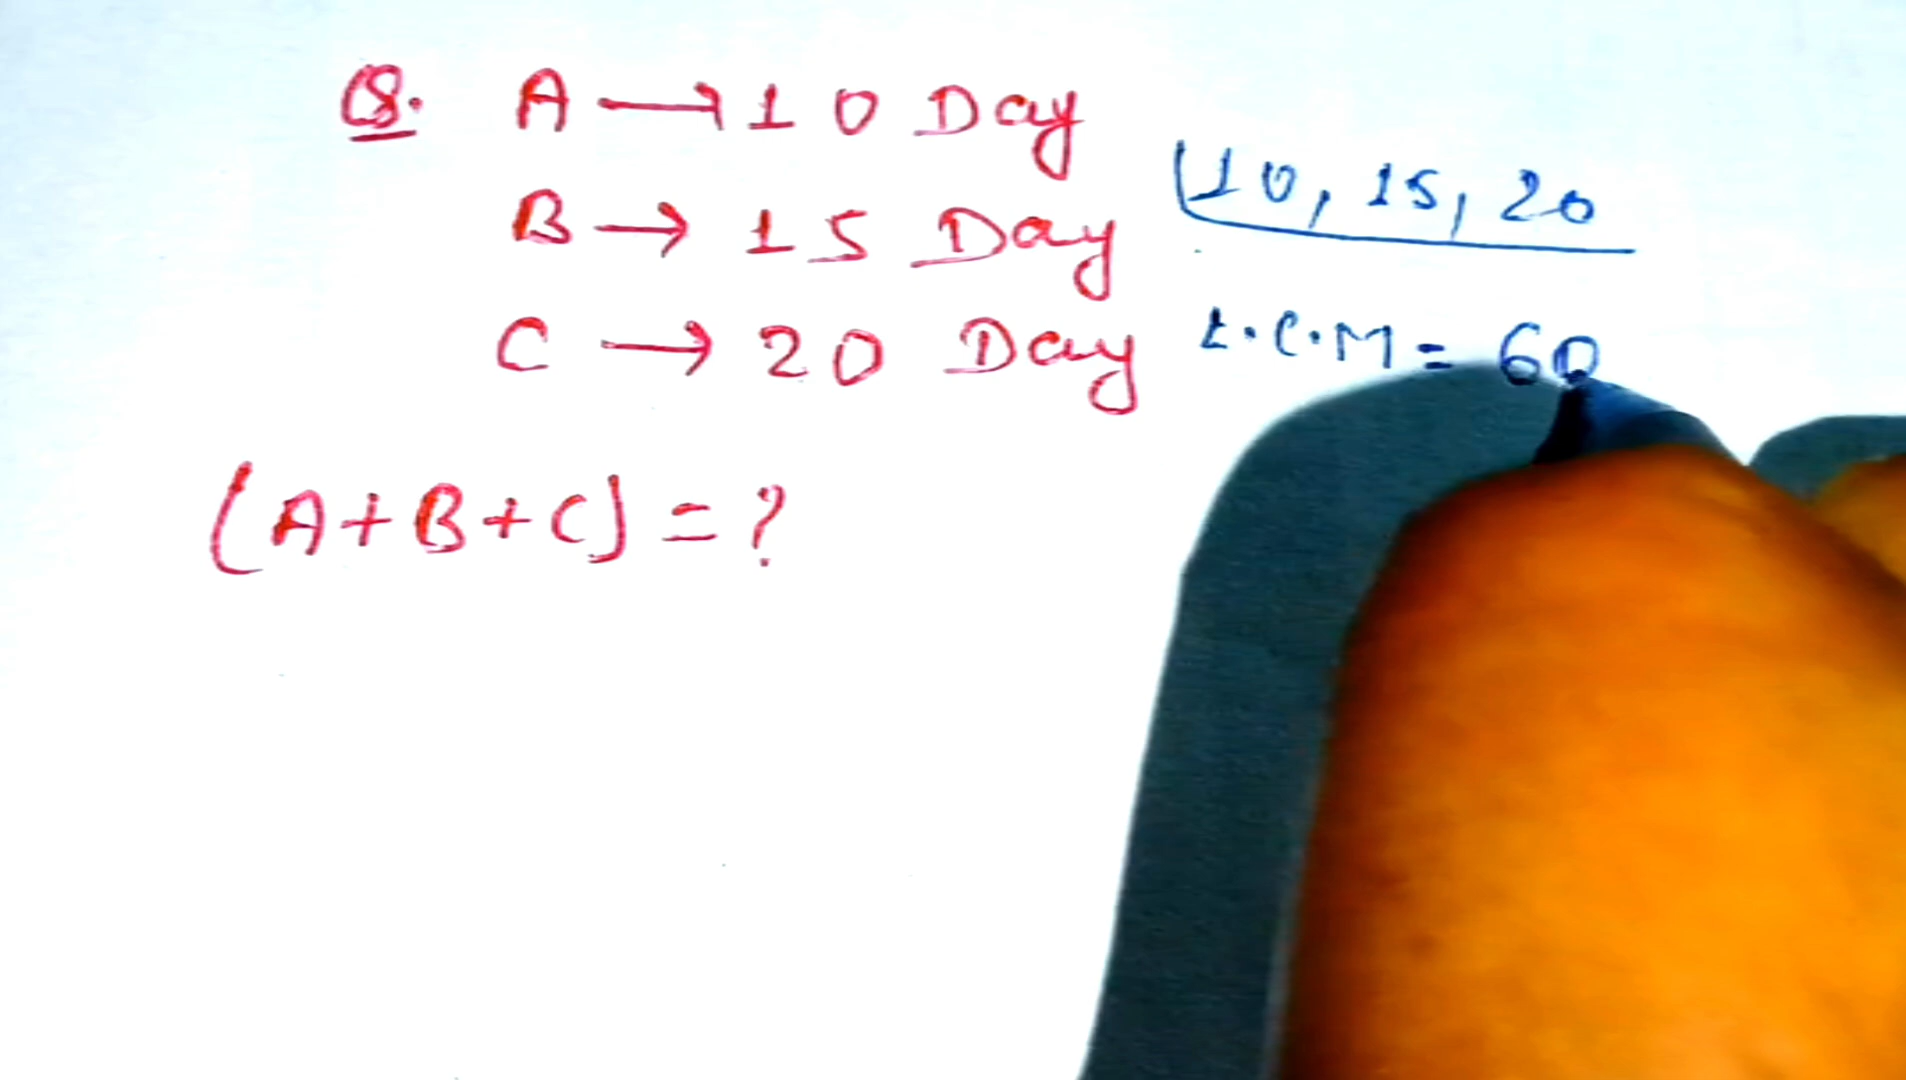 Q. A → 10 Day
B → 15 Day
C → 20 Day
(A+B+C) = ?
10, 15, 20
L.C.M = 60